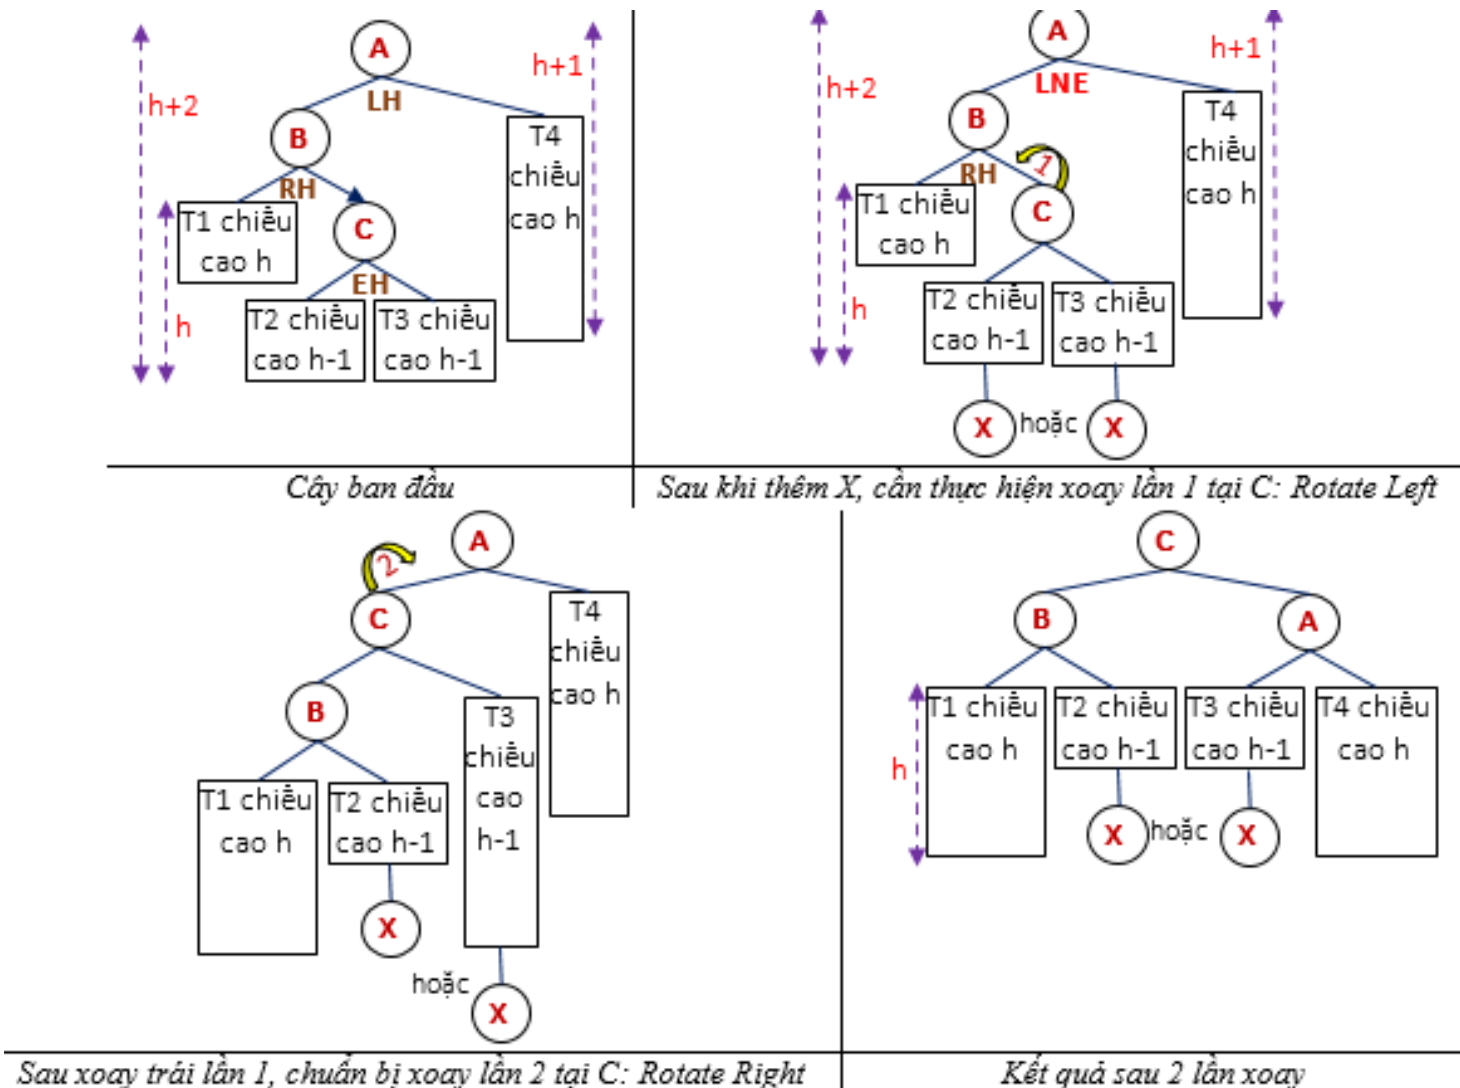 A
LH
h+2
h+1
B
RH
T4
chiều
cao h
T1 chiều
cao h
C
EH
h
T2 chiều
cao h-1
T3 chiều
cao h-1
Cây ban đầu
A
LNE
h+2
h+1
B
RH
1
T4
chiều
cao h
T1 chiều
cao h
C
h
T2 chiều
cao h-1
T3 chiều
cao h-1
X hoặc X
Sau khi thêm X, cần thực hiện xoay lần 1 tại C: Rotate Left
A
2
C
T4
chiều
cao h
B
T3
chiều
cao
h-1
T1 chiều
cao h
T2 chiều
cao h-1
X
hoặc
X
Sau xoay trái lần 1, chuẩn bị xoay lần 2 tại C: Rotate Right
C
B
A
h
T1 chiều
cao h
T2 chiều
cao h-1
T3 chiều
cao h-1
T4 chiều
cao h
X hoặc X
Kết quả sau 2 lần xoay